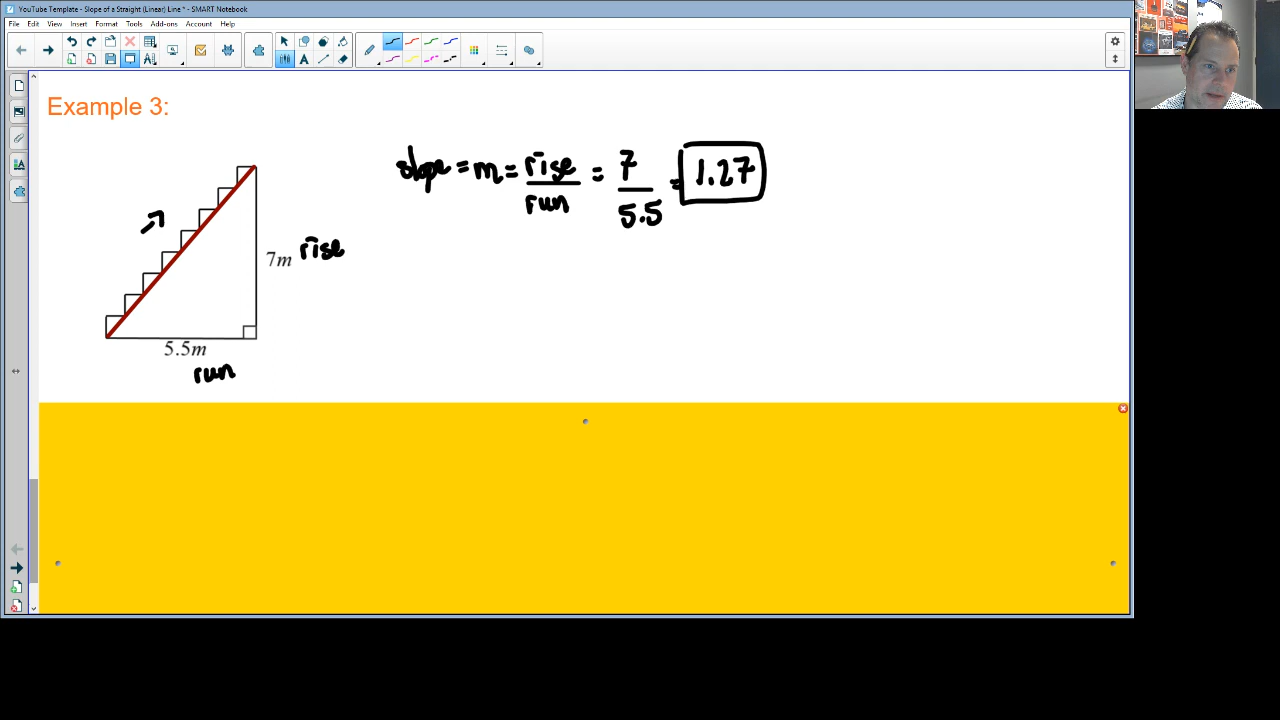 YouTube Template - Slope of a Straight (Linear) Line * - SMART Notebook
File Edit View Insert Format Tools Add-ons Account Help
Example 3:
slope = m = rise/run = 7/5.5 = 1.27
7m rise
5.5m
run